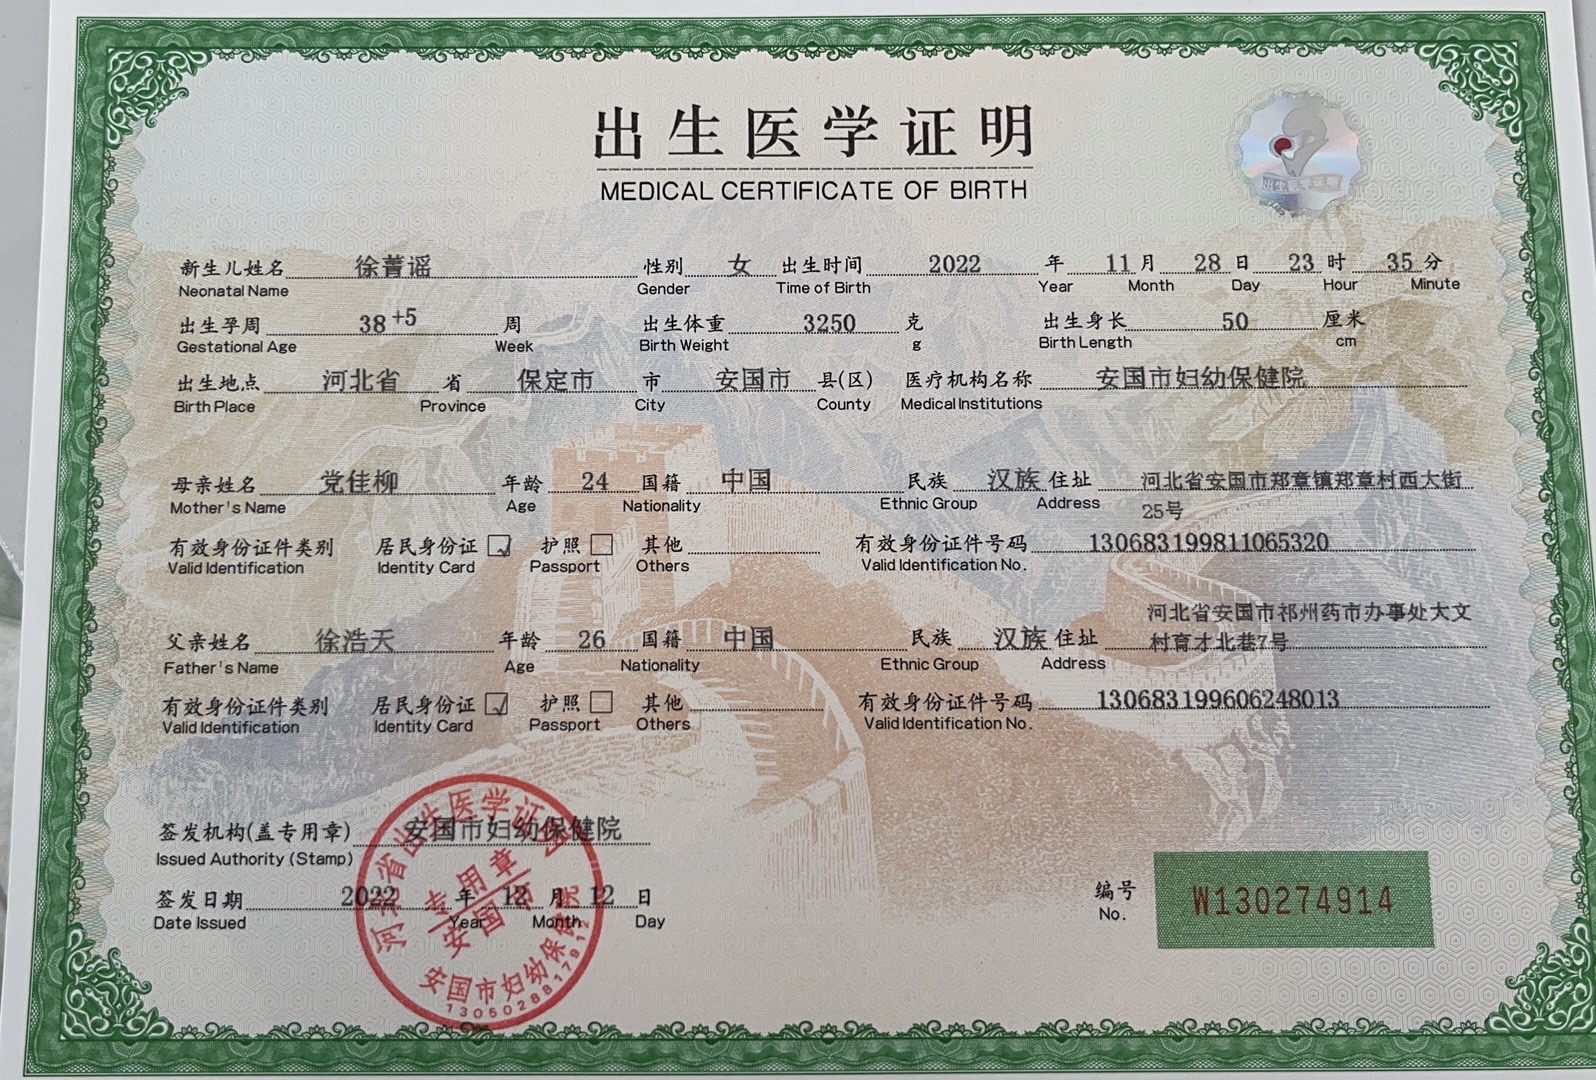 出生医学证明
MEDICAL CERTIFICATE OF BIRTH
出生医学证明
新生儿姓名 徐菁谣 性别 女 出生时间 2022 年 11 月 28 日 23 时 35 分
Neonatal Name Gender Time of Birth Year Month Day Hour Minute
出生孕周 38+5 周 出生体重 3250 克 出生身长 50 厘米
Gestational Age Week Birth Weight g Birth Length cm
出生地点 河北省 省 保定市 市 安国市 县(区) 医疗机构名称 安国市妇幼保健院
Birth Place Province City County Medical Institutions
母亲姓名 党佳柳 年龄 24 国籍 中国 民族 汉族 住址 河北省安国市郑章镇郑章村西大街
Mother's Name Age Nationality Ethnic Group Address 25号
有效身份证件类别 居民身份证 护照 其他 有效身份证件号码 130683199811065320
Valid Identification Identity Card Passport Others Valid Identification No.
河北省安国市祁州药市办事处大文
父亲姓名 徐浩天 年龄 26 国籍 中国 民族 汉族 住址 村育才北巷7号
Father's Name Age Nationality Ethnic Group Address
有效身份证件类别 居民身份证 护照 其他 有效身份证件号码 130683199606248013
Valid Identification Identity Card Passport Others Valid Identification No.
签发机构(盖专用章) 安国市妇幼保健院
Issued Authority (Stamp)
签发日期 2022 年 12 月 12 日
Date Issued Year Month Day
河北省出生医学证明
专用章
安国市
安国市妇幼保健院
编号 W130274914
No.